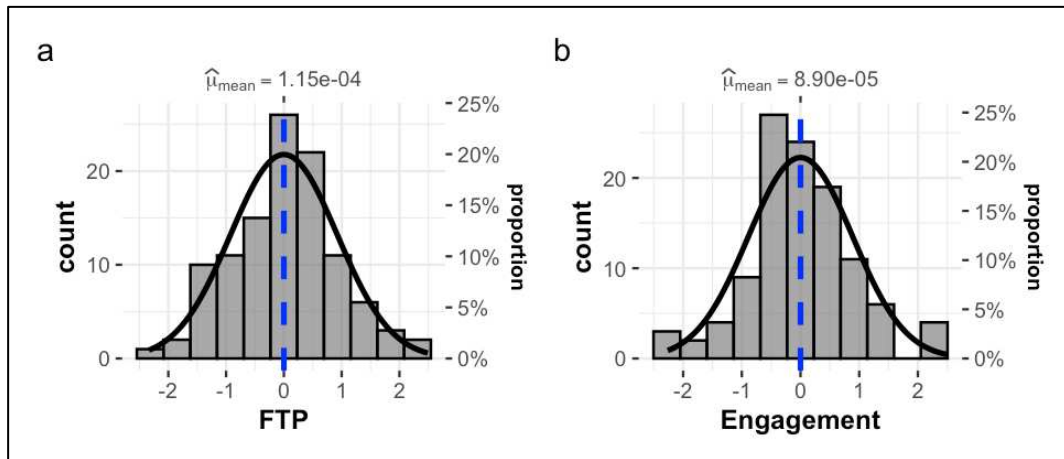 a
μ̂mean = 1.15e-04
25%
20%
15%
10%
5%
0%
proportion
20
10
0
count
-2 -1 0 1 2
FTP
b
μ̂mean = 8.90e-05
25%
20%
15%
10%
5%
0%
proportion
20
10
0
count
-2 -1 0 1 2
Engagement